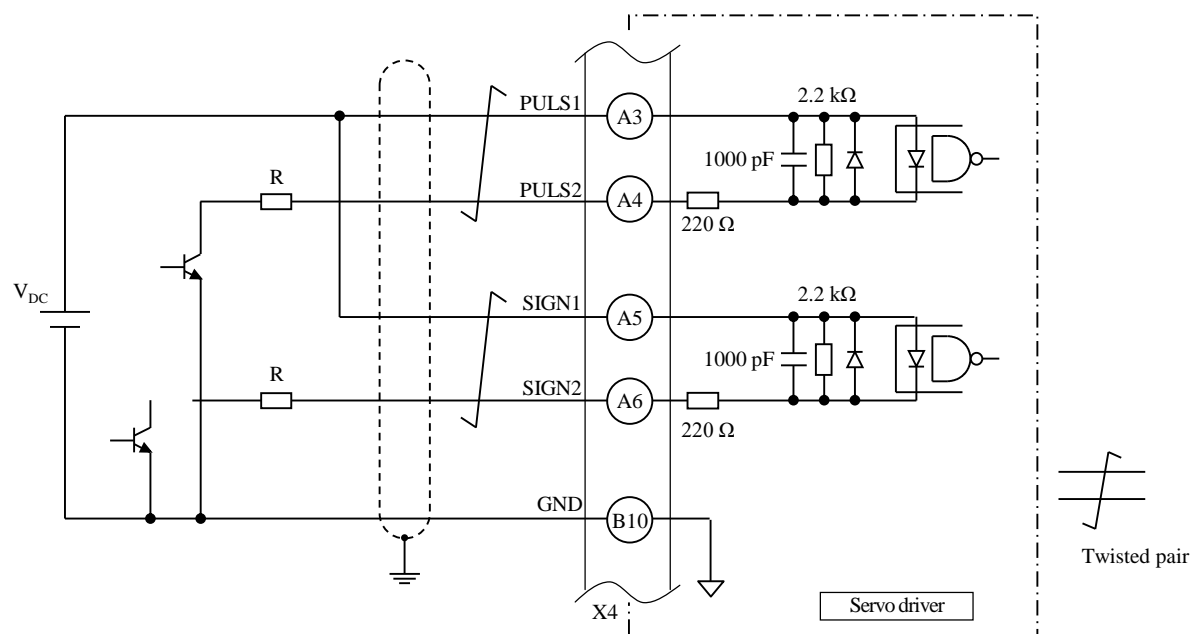 2.2 kΩ
PULS1
A3
1000 pF
R
PULS2
A4
220 Ω
V_DC
2.2 kΩ
SIGN1
A5
1000 pF
R
SIGN2
A6
220 Ω
GND
B10
Twisted pair
X4
Servo driver